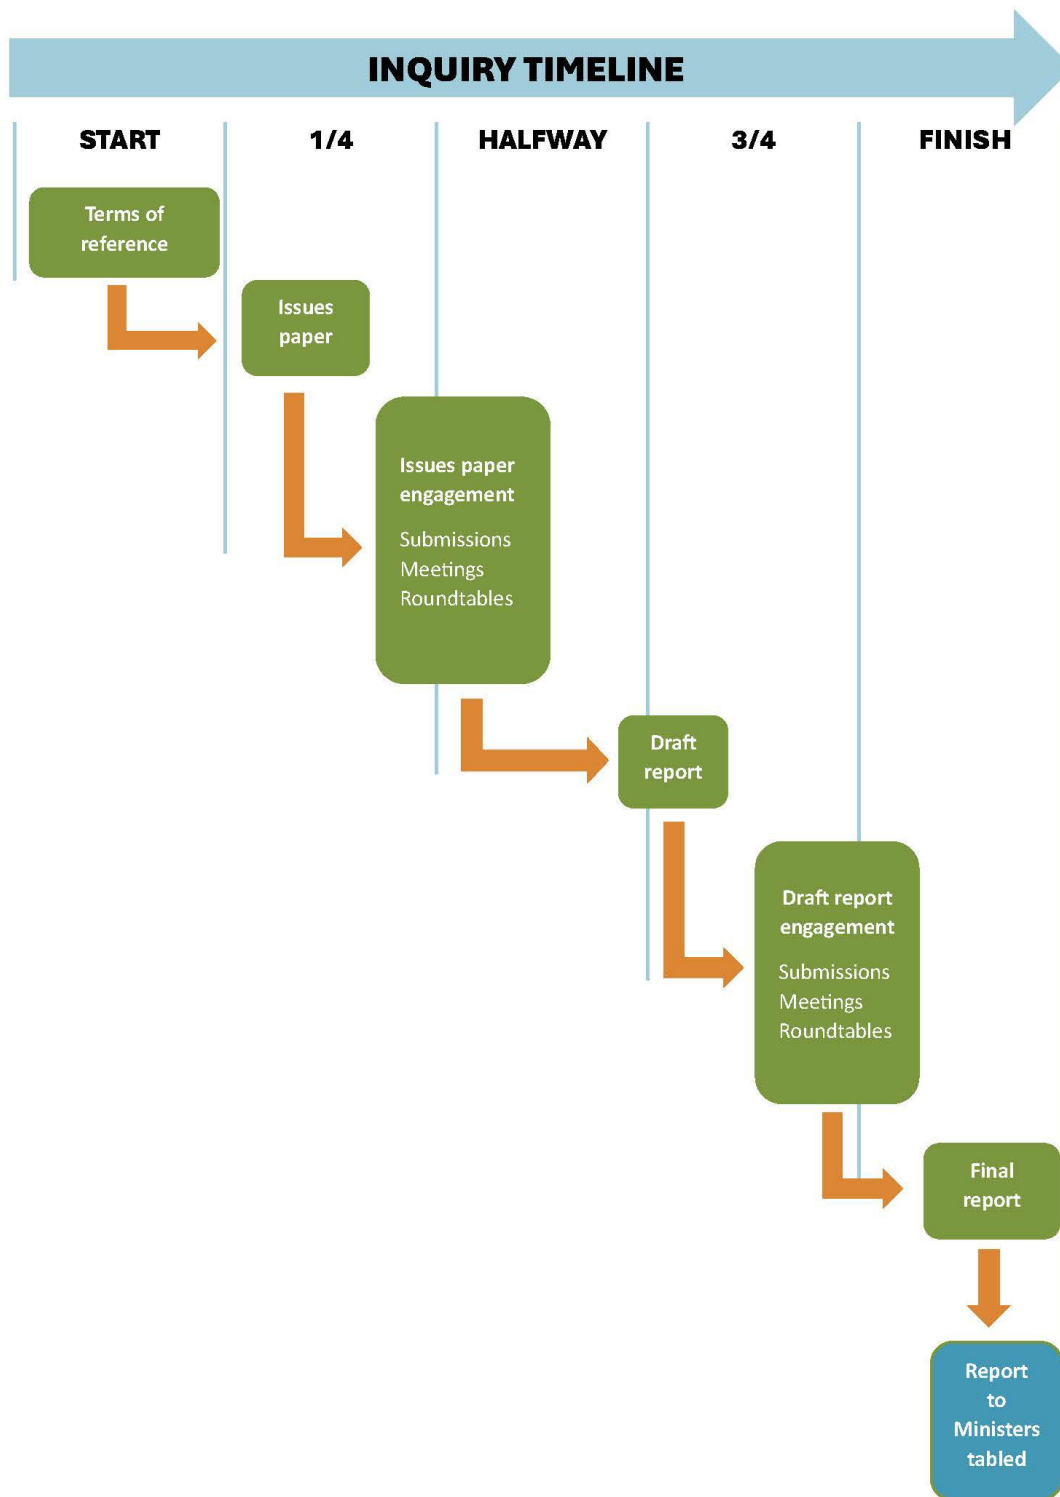 INQUIRY TIMELINE
START
1/4
HALFWAY
3/4
FINISH
Terms of
reference
Issues
paper
Issues paper
engagement
Submissions
Meetings
Roundtables
Draft
report
Draft report
engagement
Submissions
Meetings
Roundtables
Final
report
Report
to
Ministers
tabled